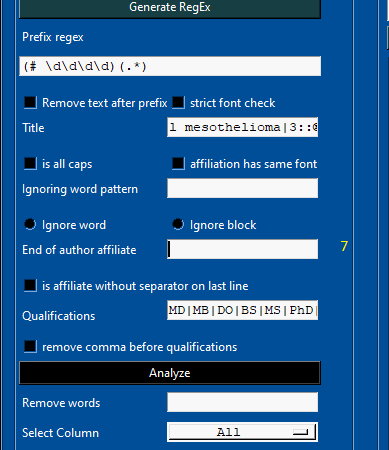 Generate RegEx
Prefix regex
(# \d\d\d\d)(.*)
Remove text after prefix strict font check
Title l mesothelioma|3::
is all caps affiliation has same font
Ignoring word pattern
Ignore word Ignore block
End of author affiliate 7
is affiliate without separator on last line
Qualifications MD|MB|DO|BS|MS|PhD|
remove comma before qualifications
Analyze
Remove words
Select Column All